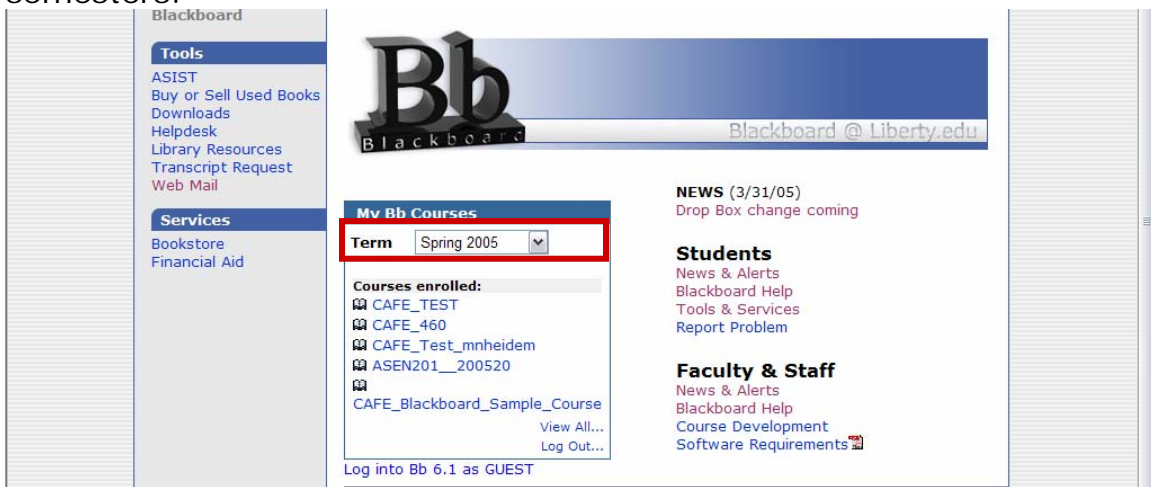 semesters.
Blackboard
Tools
ASIST
Buy or Sell Used Books
Downloads
Helpdesk
Library Resources
Transcript Request
Web Mail
Services
Bookstore
Financial Aid
Bb
Blackboard
Blackboard @ Liberty.edu
My Bb Courses
Term Spring 2005
Courses enrolled:
CAFE_TEST
CAFE_460
CAFE_Test_mnheidem
ASEN201__200520
CAFE_Blackboard_Sample_Course
View All...
Log Out...
Log into Bb 6.1 as GUEST
NEWS (3/31/05)
Drop Box change coming
Students
News & Alerts
Blackboard Help
Tools & Services
Report Problem
Faculty & Staff
News & Alerts
Blackboard Help
Course Development
Software Requirements